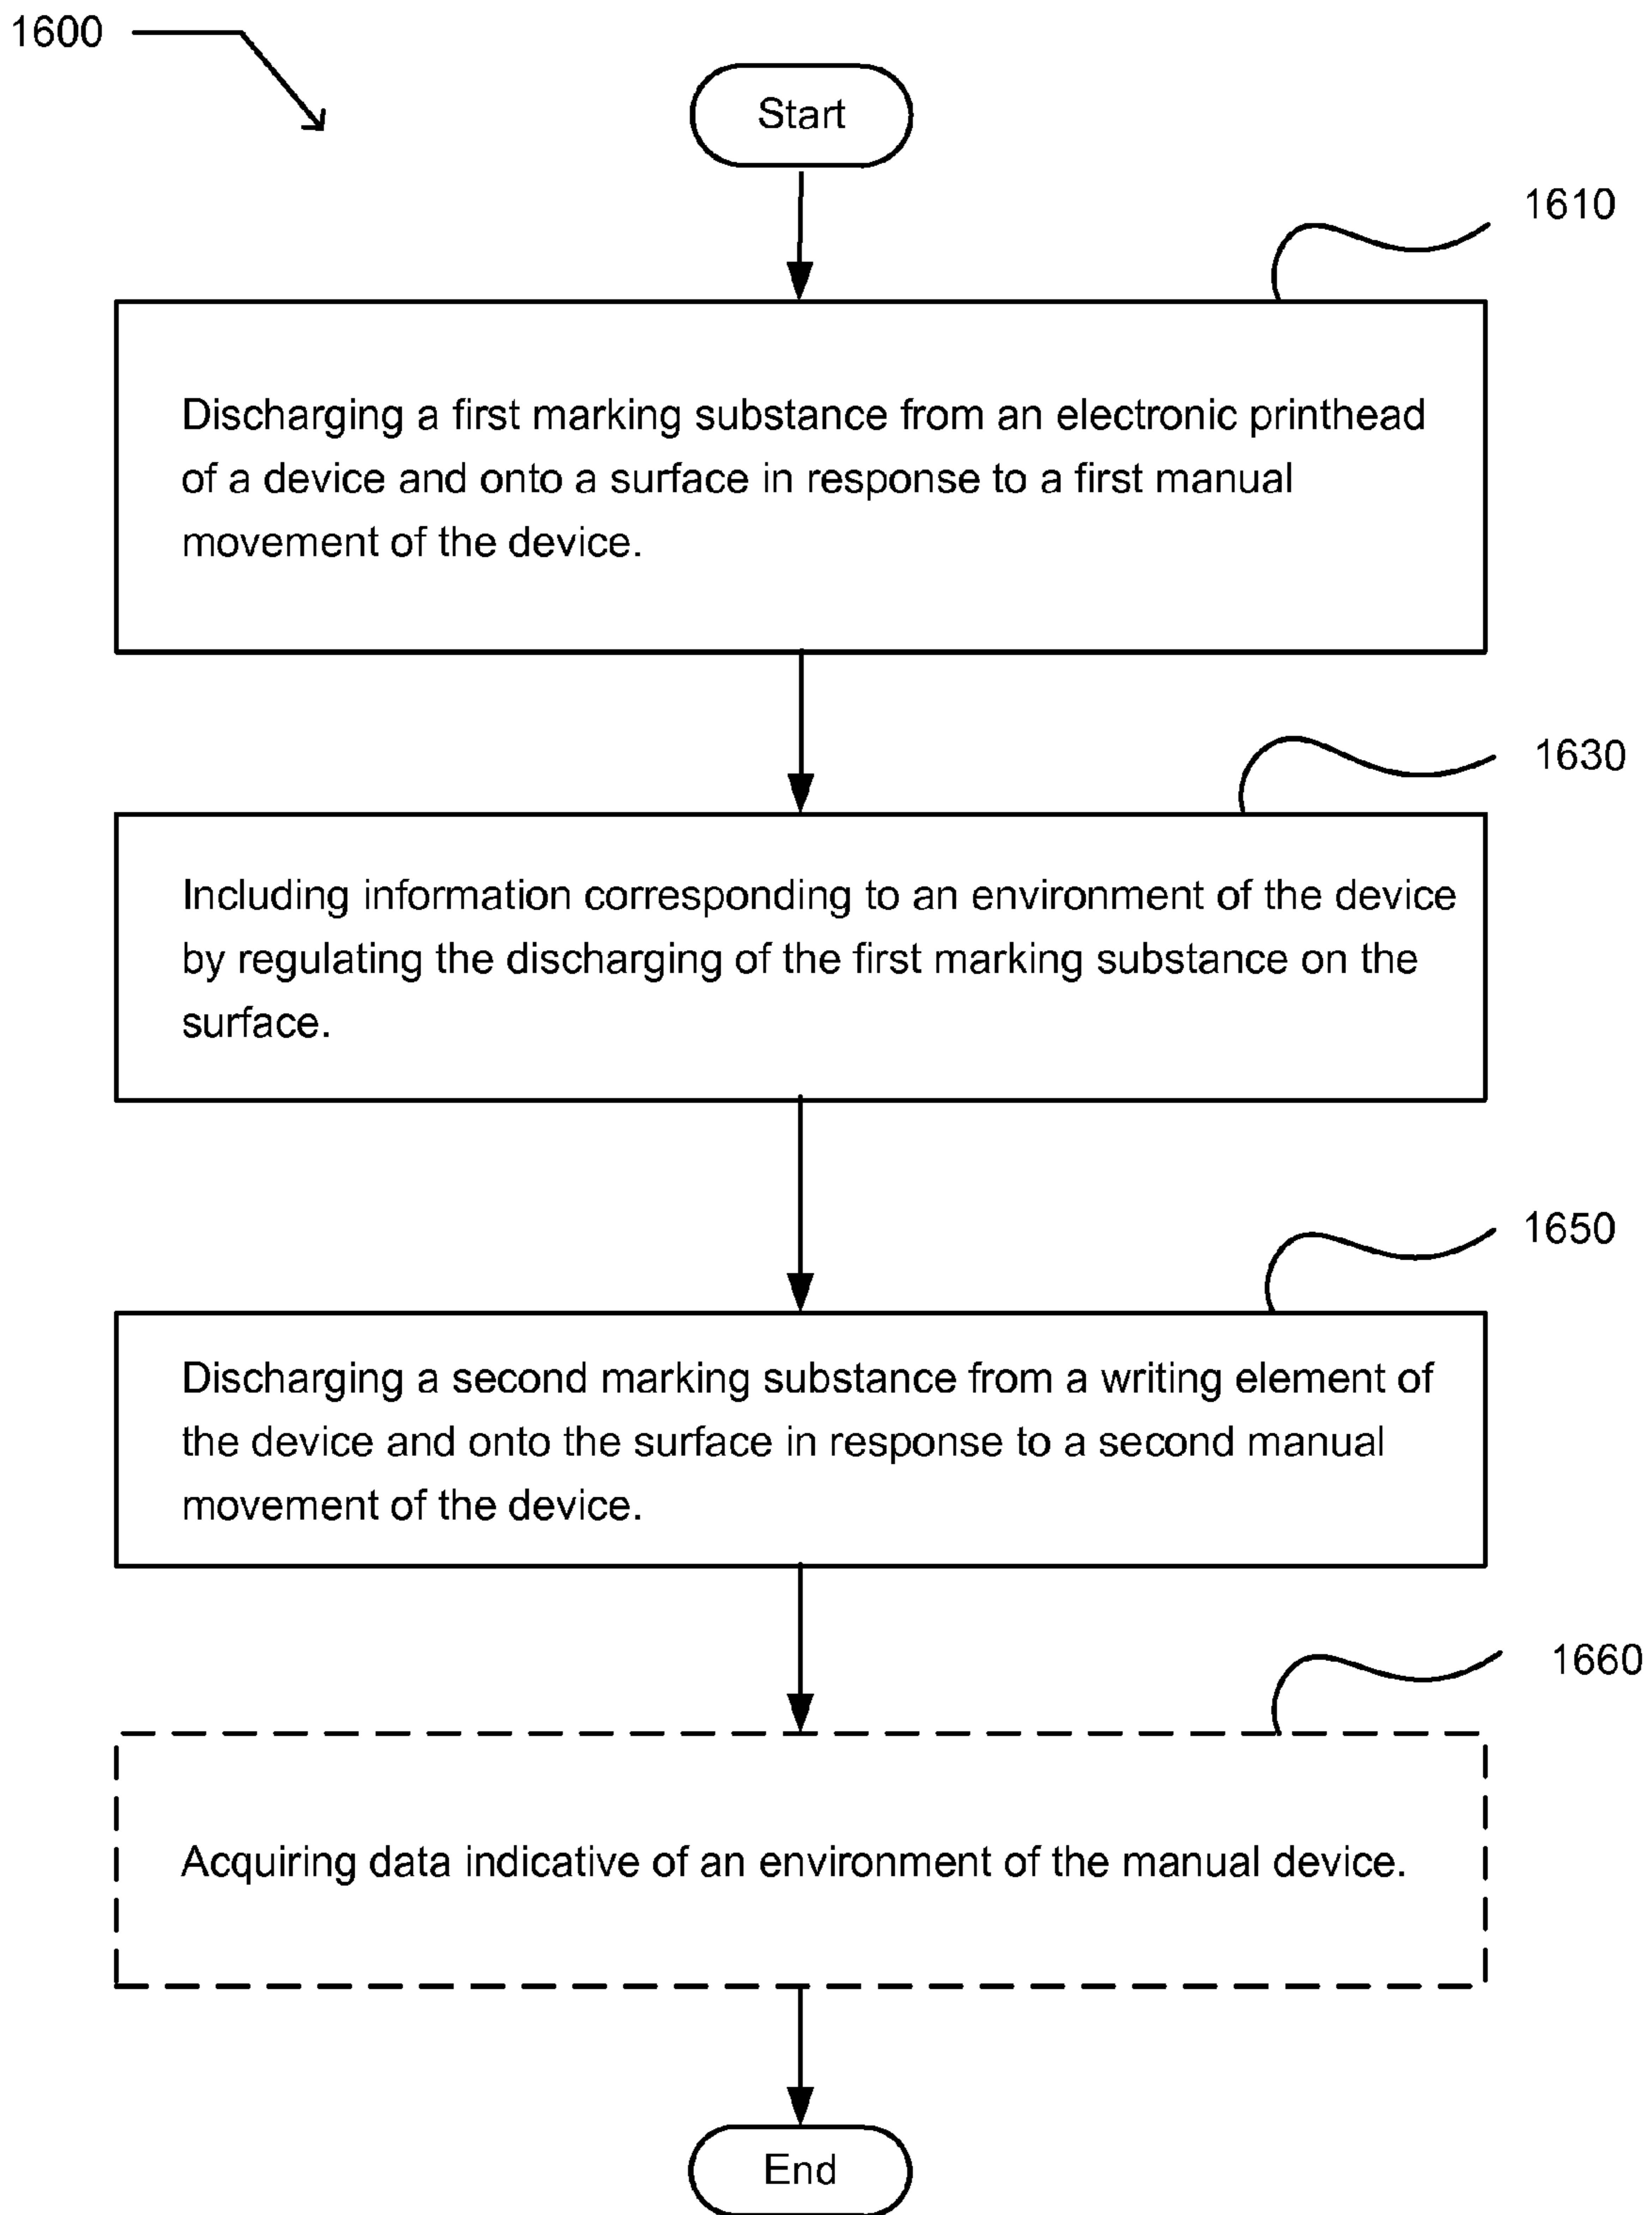 1600
Start
1610
Discharging a first marking substance from an electronic printhead
of a device and onto a surface in response to a first manual
movement of the device.
1630
Including information corresponding to an environment of the device
by regulating the discharging of the first marking substance on the
surface.
1650
Discharging a second marking substance from a writing element of
the device and onto the surface in response to a second manual
movement of the device.
1660
Acquiring data indicative of an environment of the manual device.
End